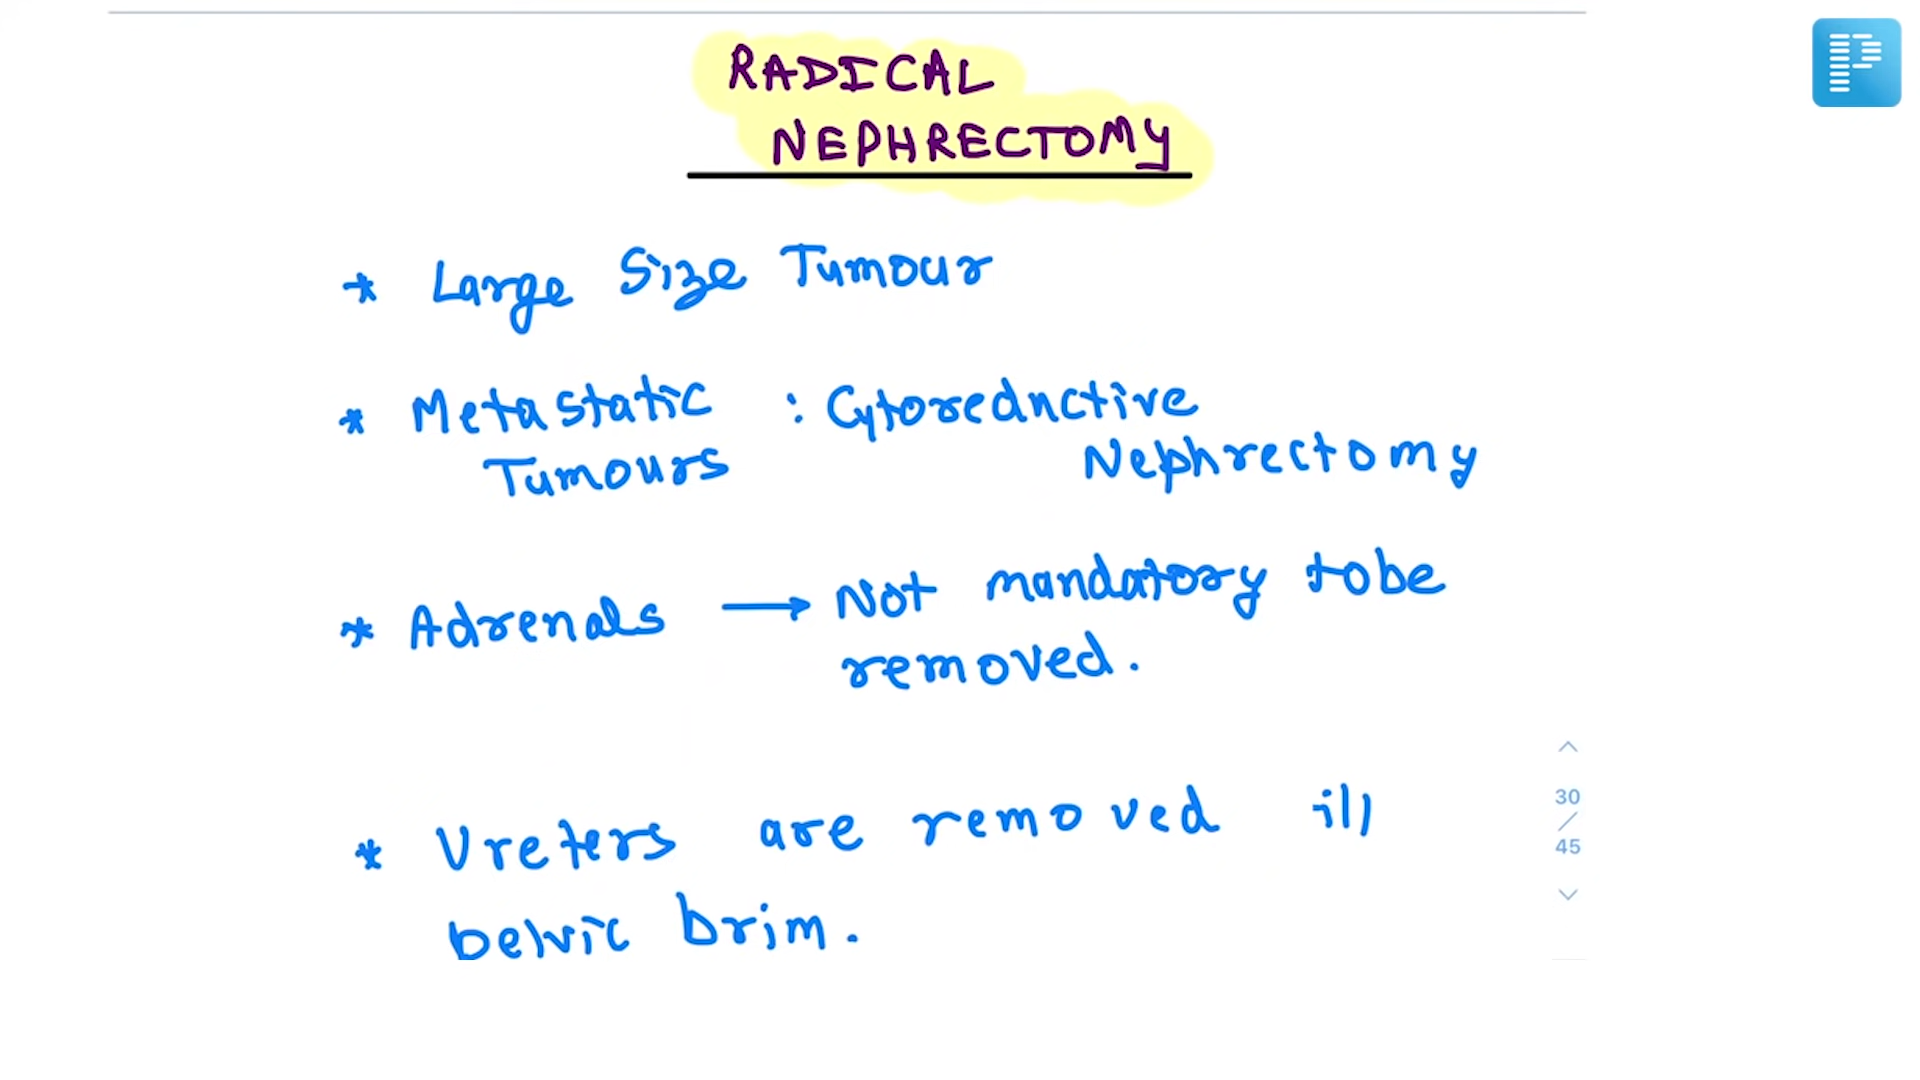 RADICAL
NEPHRECTOMY
* Large Size Tumour
* Metastatic : Cytoreductive
Tumours Nephrectomy
* Adrenals → Not mandatory tobe
removed.
* Ureters are removed ill
pelvic brim.
30
/
45
P